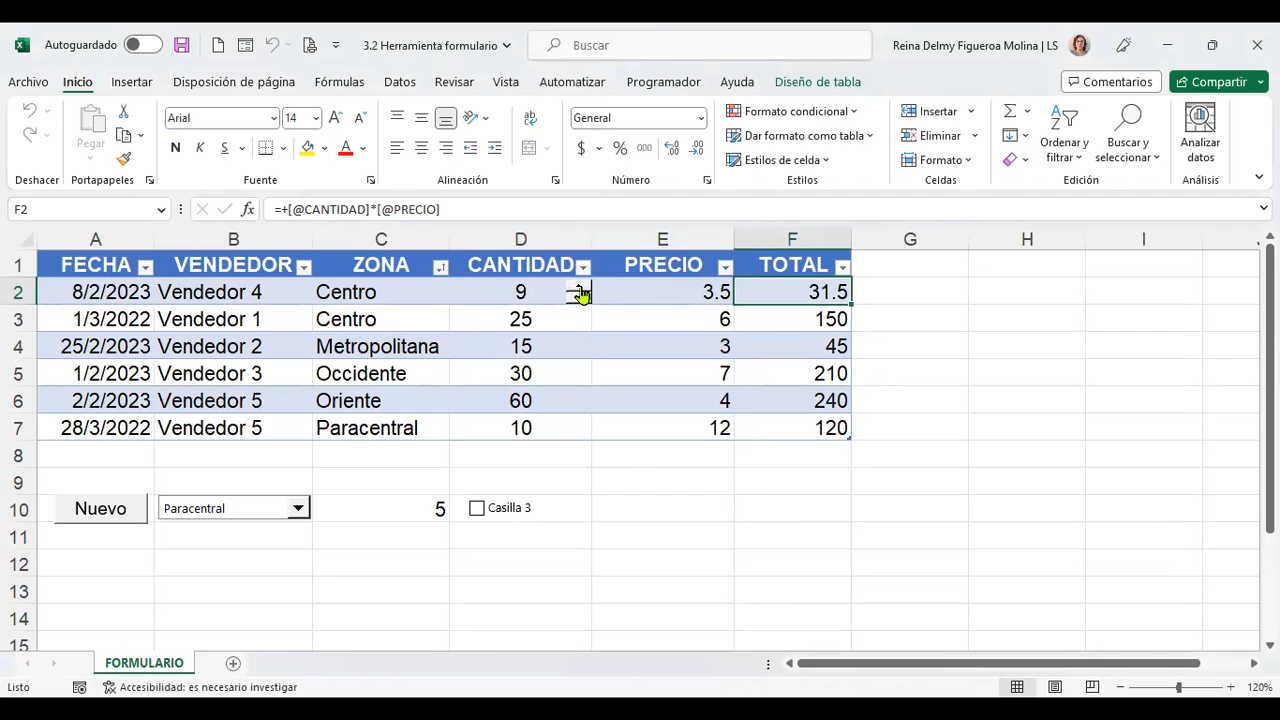 Autoguardado 3.2 Herramienta formulario Buscar Reina Delmy Figueroa Molina | LS
Archivo Inicio Insertar Disposición de página Fórmulas Datos Revisar Vista Automatizar Programador Ayuda Diseño de tabla Comentarios Compartir
Pegar Arial 14 General Formato condicional Insertar Ordenar y filtrar Buscar y seleccionar Analizar datos
Dar formato como tabla Eliminar
N K S $ % 000 Estilos de celda Formato
Deshacer Portapapeles Fuente Alineación Número Estilos Celdas Edición Análisis
F2 fx =+[@CANTIDAD]*[@PRECIO]
A B C D E F G H I
1 FECHA VENDEDOR ZONA CANTIDAD PRECIO TOTAL
2 8/2/2023 Vendedor 4 Centro 9 3.5 31.5
3 1/3/2022 Vendedor 1 Centro 25 6 150
4 25/2/2023 Vendedor 2 Metropolitana 15 3 45
5 1/2/2023 Vendedor 3 Occidente 30 7 210
6 2/2/2023 Vendedor 5 Oriente 60 4 240
7 28/3/2022 Vendedor 5 Paracentral 10 12 120
8
9
10 Nuevo Paracentral 5 Casilla 3
11
12
13
14
15
FORMULARIO
Listo Accesibilidad: es necesario investigar 120%